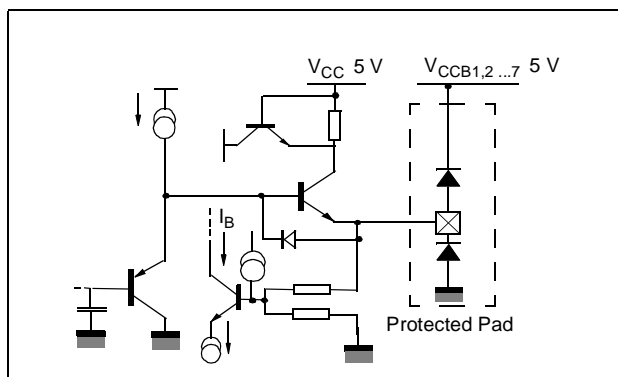 V_CC 5 V
V_CCB1,2 ...7 5 V
I_B
Protected Pad